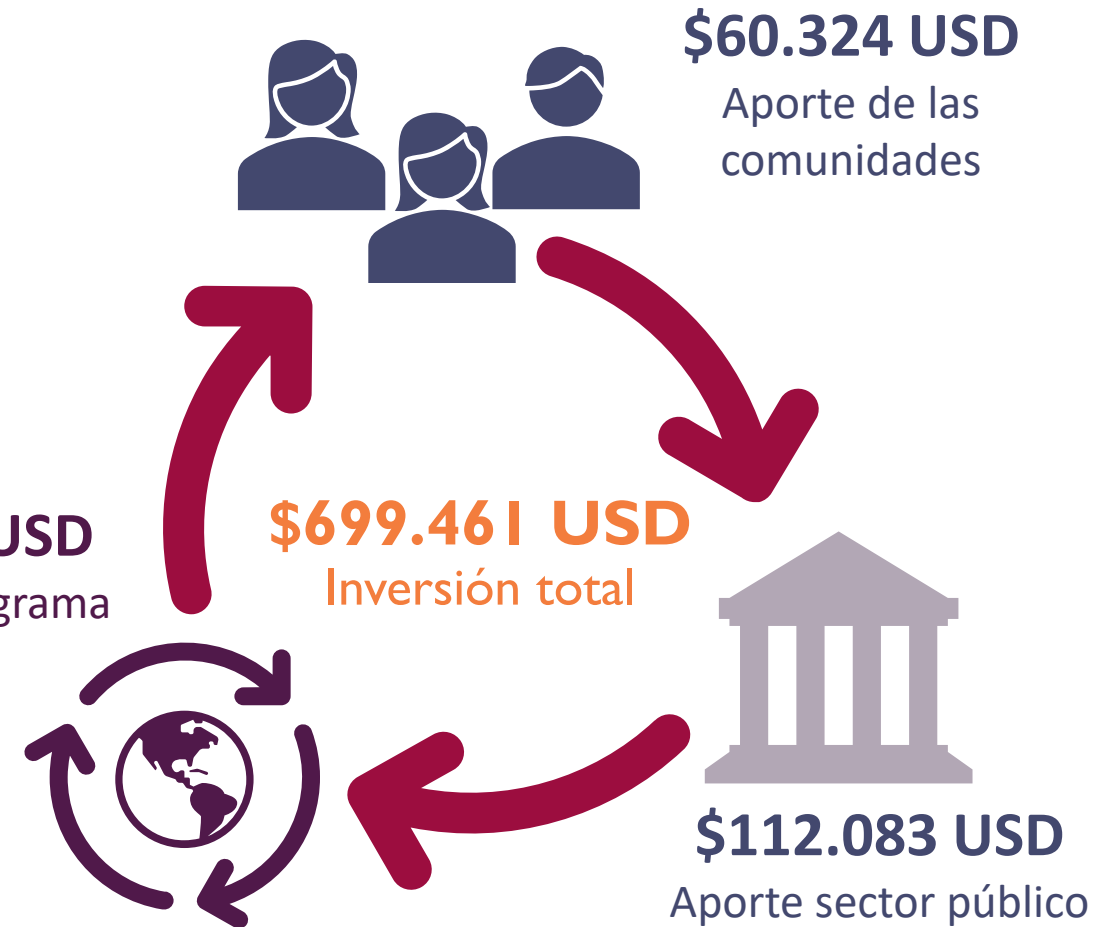 $60.324 USD
Aporte de las
comunidades
USD
grama
$699.461 USD
Inversión total
$112.083 USD
Aporte sector público